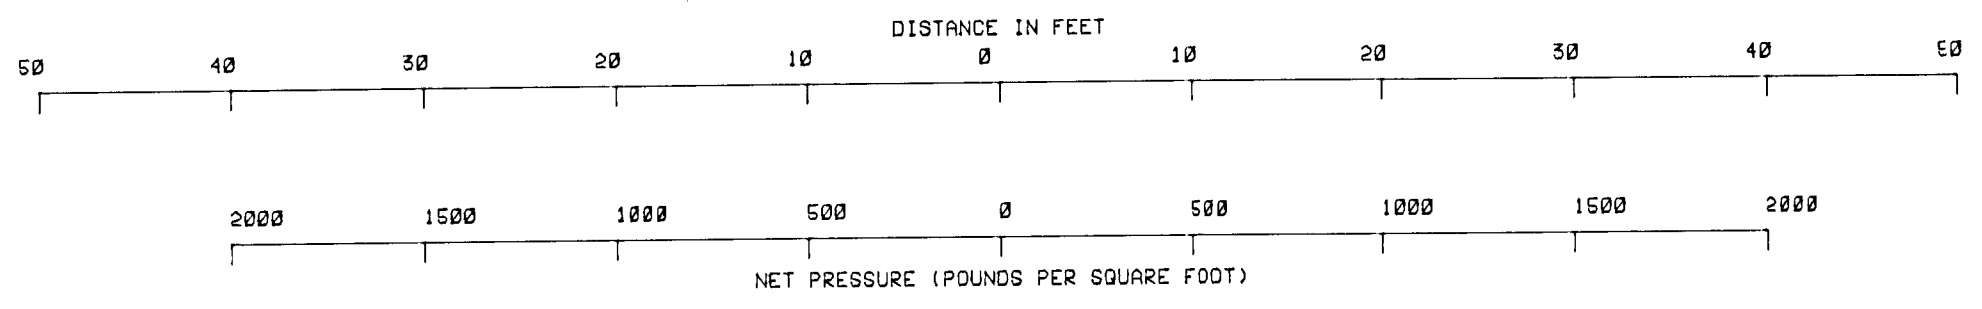 DISTANCE IN FEET
50 40 30 20 10 0 10 20 30 40 50
2000 1500 1000 500 0 500 1000 1500 2000
NET PRESSURE (POUNDS PER SQUARE FOOT)